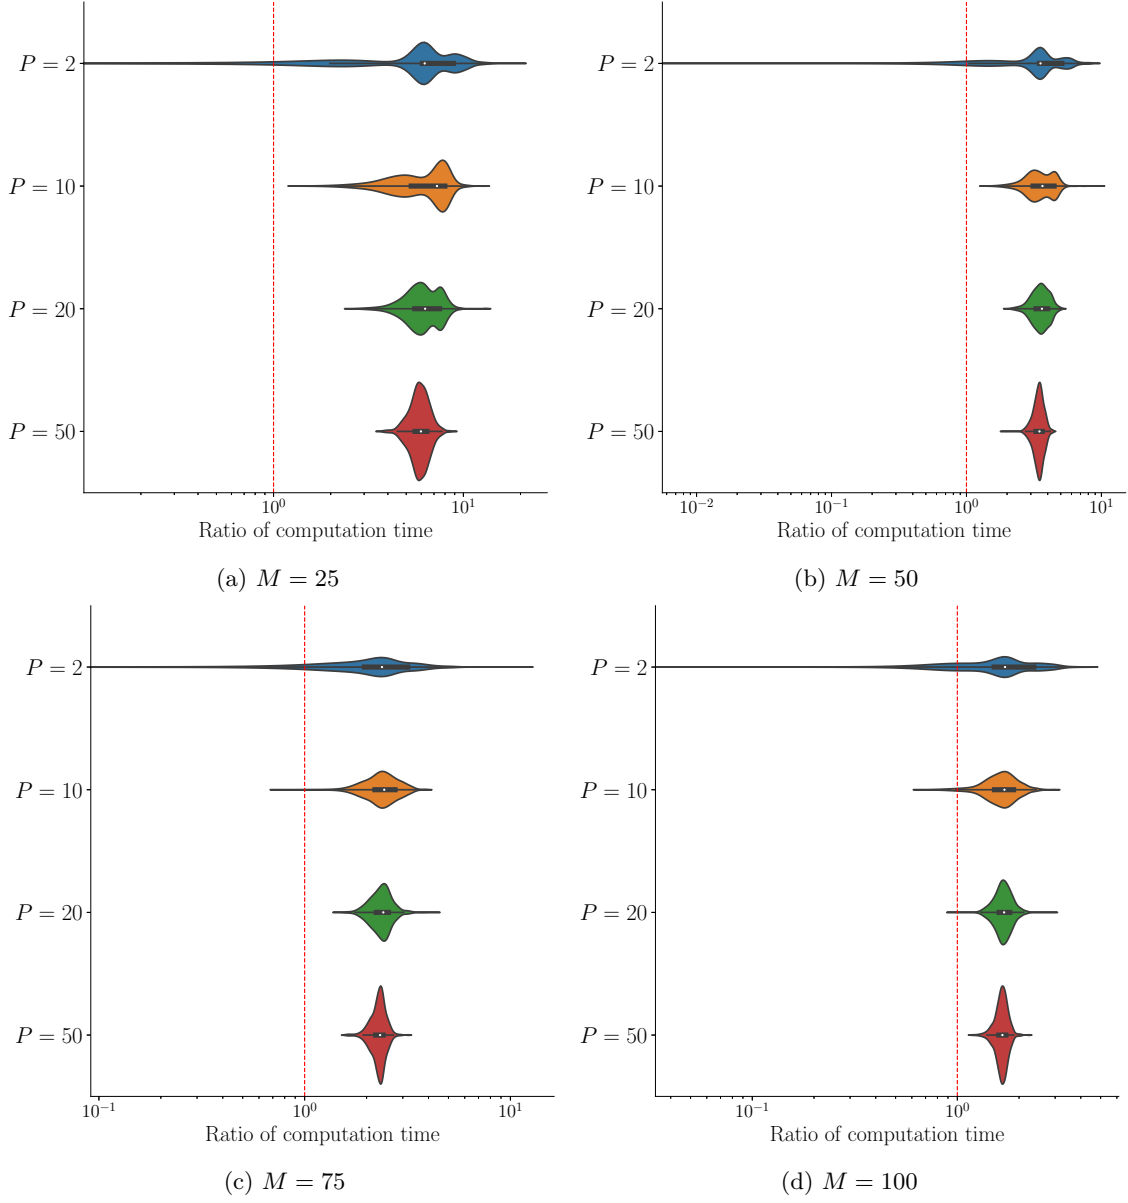 P = 2
P = 10
P = 20
P = 50
10^0
10^1
Ratio of computation time
(a) M = 25
P = 2
P = 10
P = 20
P = 50
10^-2
10^-1
10^0
10^1
Ratio of computation time
(b) M = 50
P = 2
P = 10
P = 20
P = 50
10^-1
10^0
10^1
Ratio of computation time
(c) M = 75
P = 2
P = 10
P = 20
P = 50
10^-1
10^0
Ratio of computation time
(d) M = 100